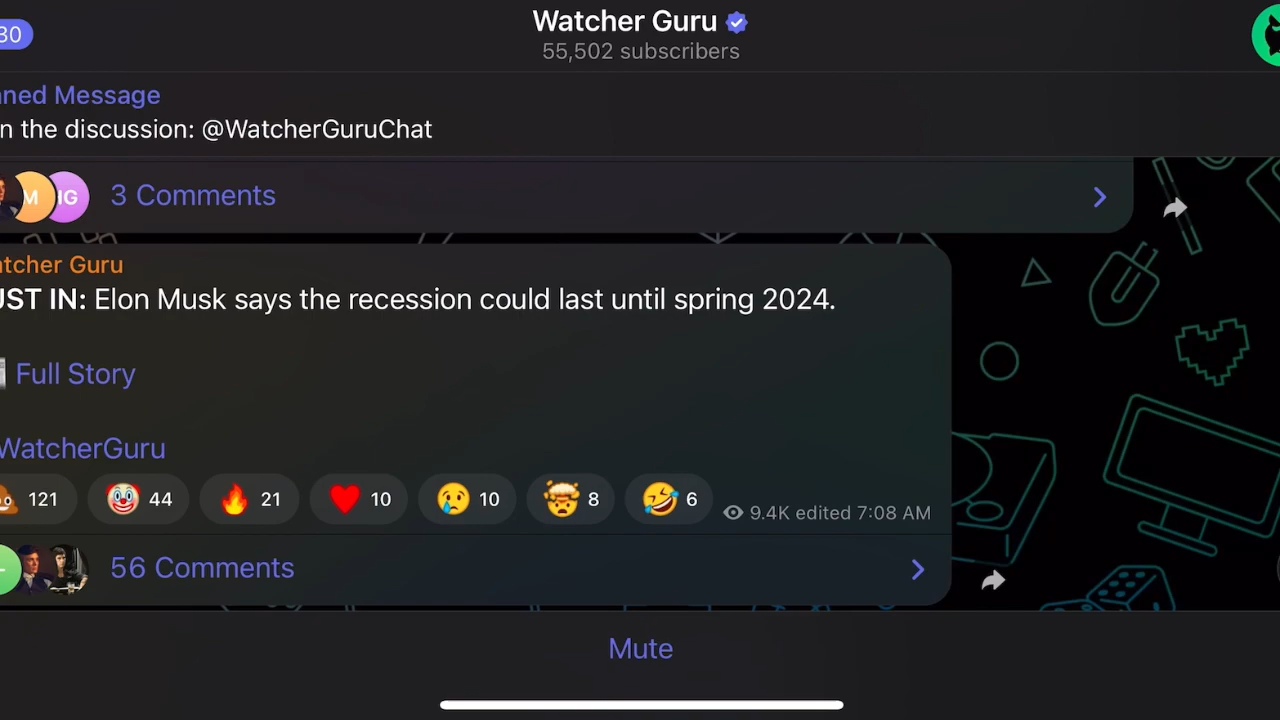 30
Watcher Guru
55,502 subscribers
nned Message
n the discussion: @WatcherGuruChat
M IG 3 Comments
tcher Guru
UST IN: Elon Musk says the recession could last until spring 2024.
Full Story
WatcherGuru
121 44 21 10 10 8 6 9.4K edited 7:08 AM
56 Comments
Mute